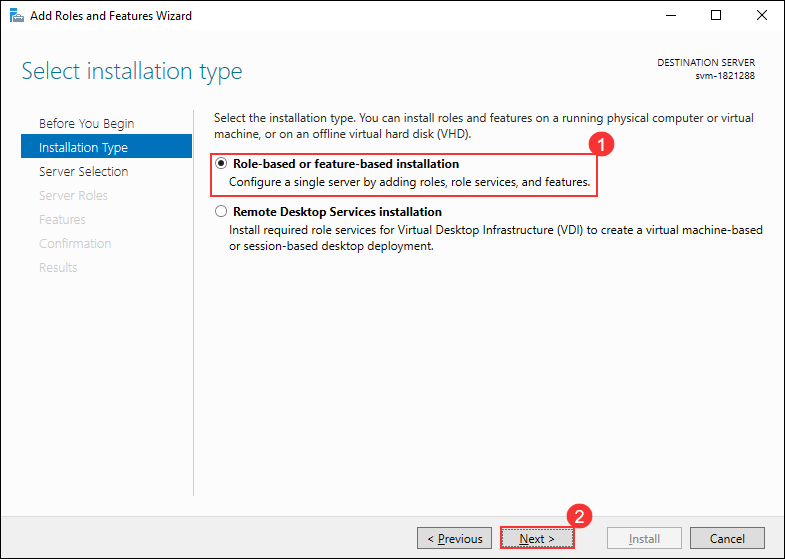 Add Roles and Features Wizard
Select installation type
DESTINATION SERVER
svm-1821288
Before You Begin
Installation Type
Server Selection
Server Roles
Features
Confirmation
Results
Select the installation type. You can install roles and features on a running physical computer or virtual
machine, or on an offline virtual hard disk (VHD).
1
Role-based or feature-based installation
Configure a single server by adding roles, role services, and features.
Remote Desktop Services installation
Install required role services for Virtual Desktop Infrastructure (VDI) to create a virtual machine-based
or session-based desktop deployment.
2
< Previous
Next >
Install
Cancel